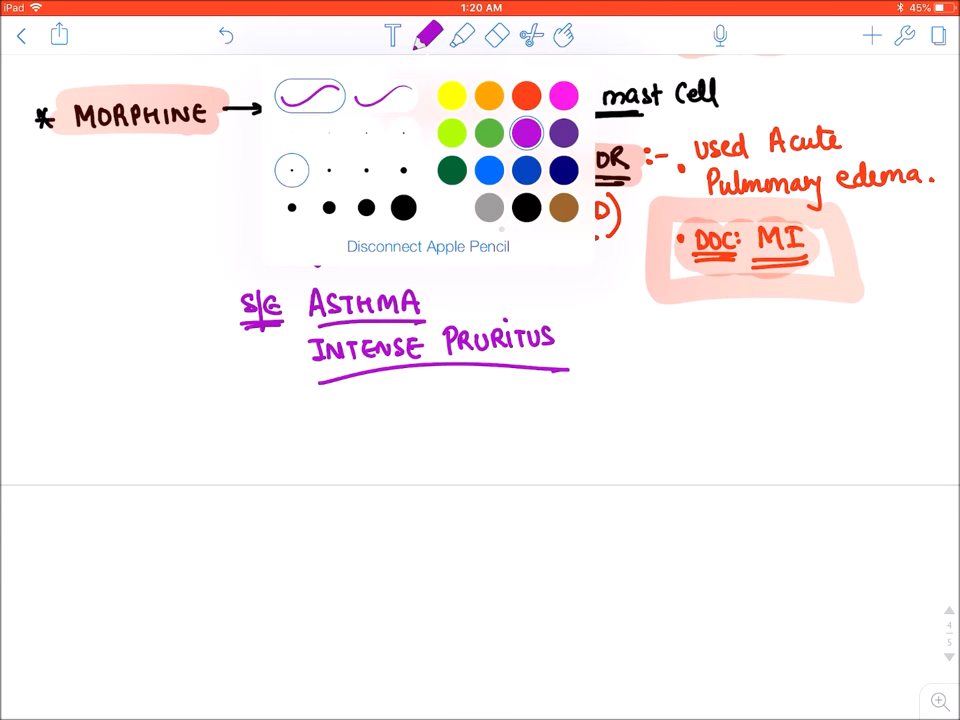 iPad 1:20 AM 45%
T
* MORPHINE → mast Cell
OR :- • used Acute
Pulmonary edema.
D)
• DOC: MI
Disconnect Apple Pencil
S/E ASTHMA
INTENSE PRURITUS
4
5